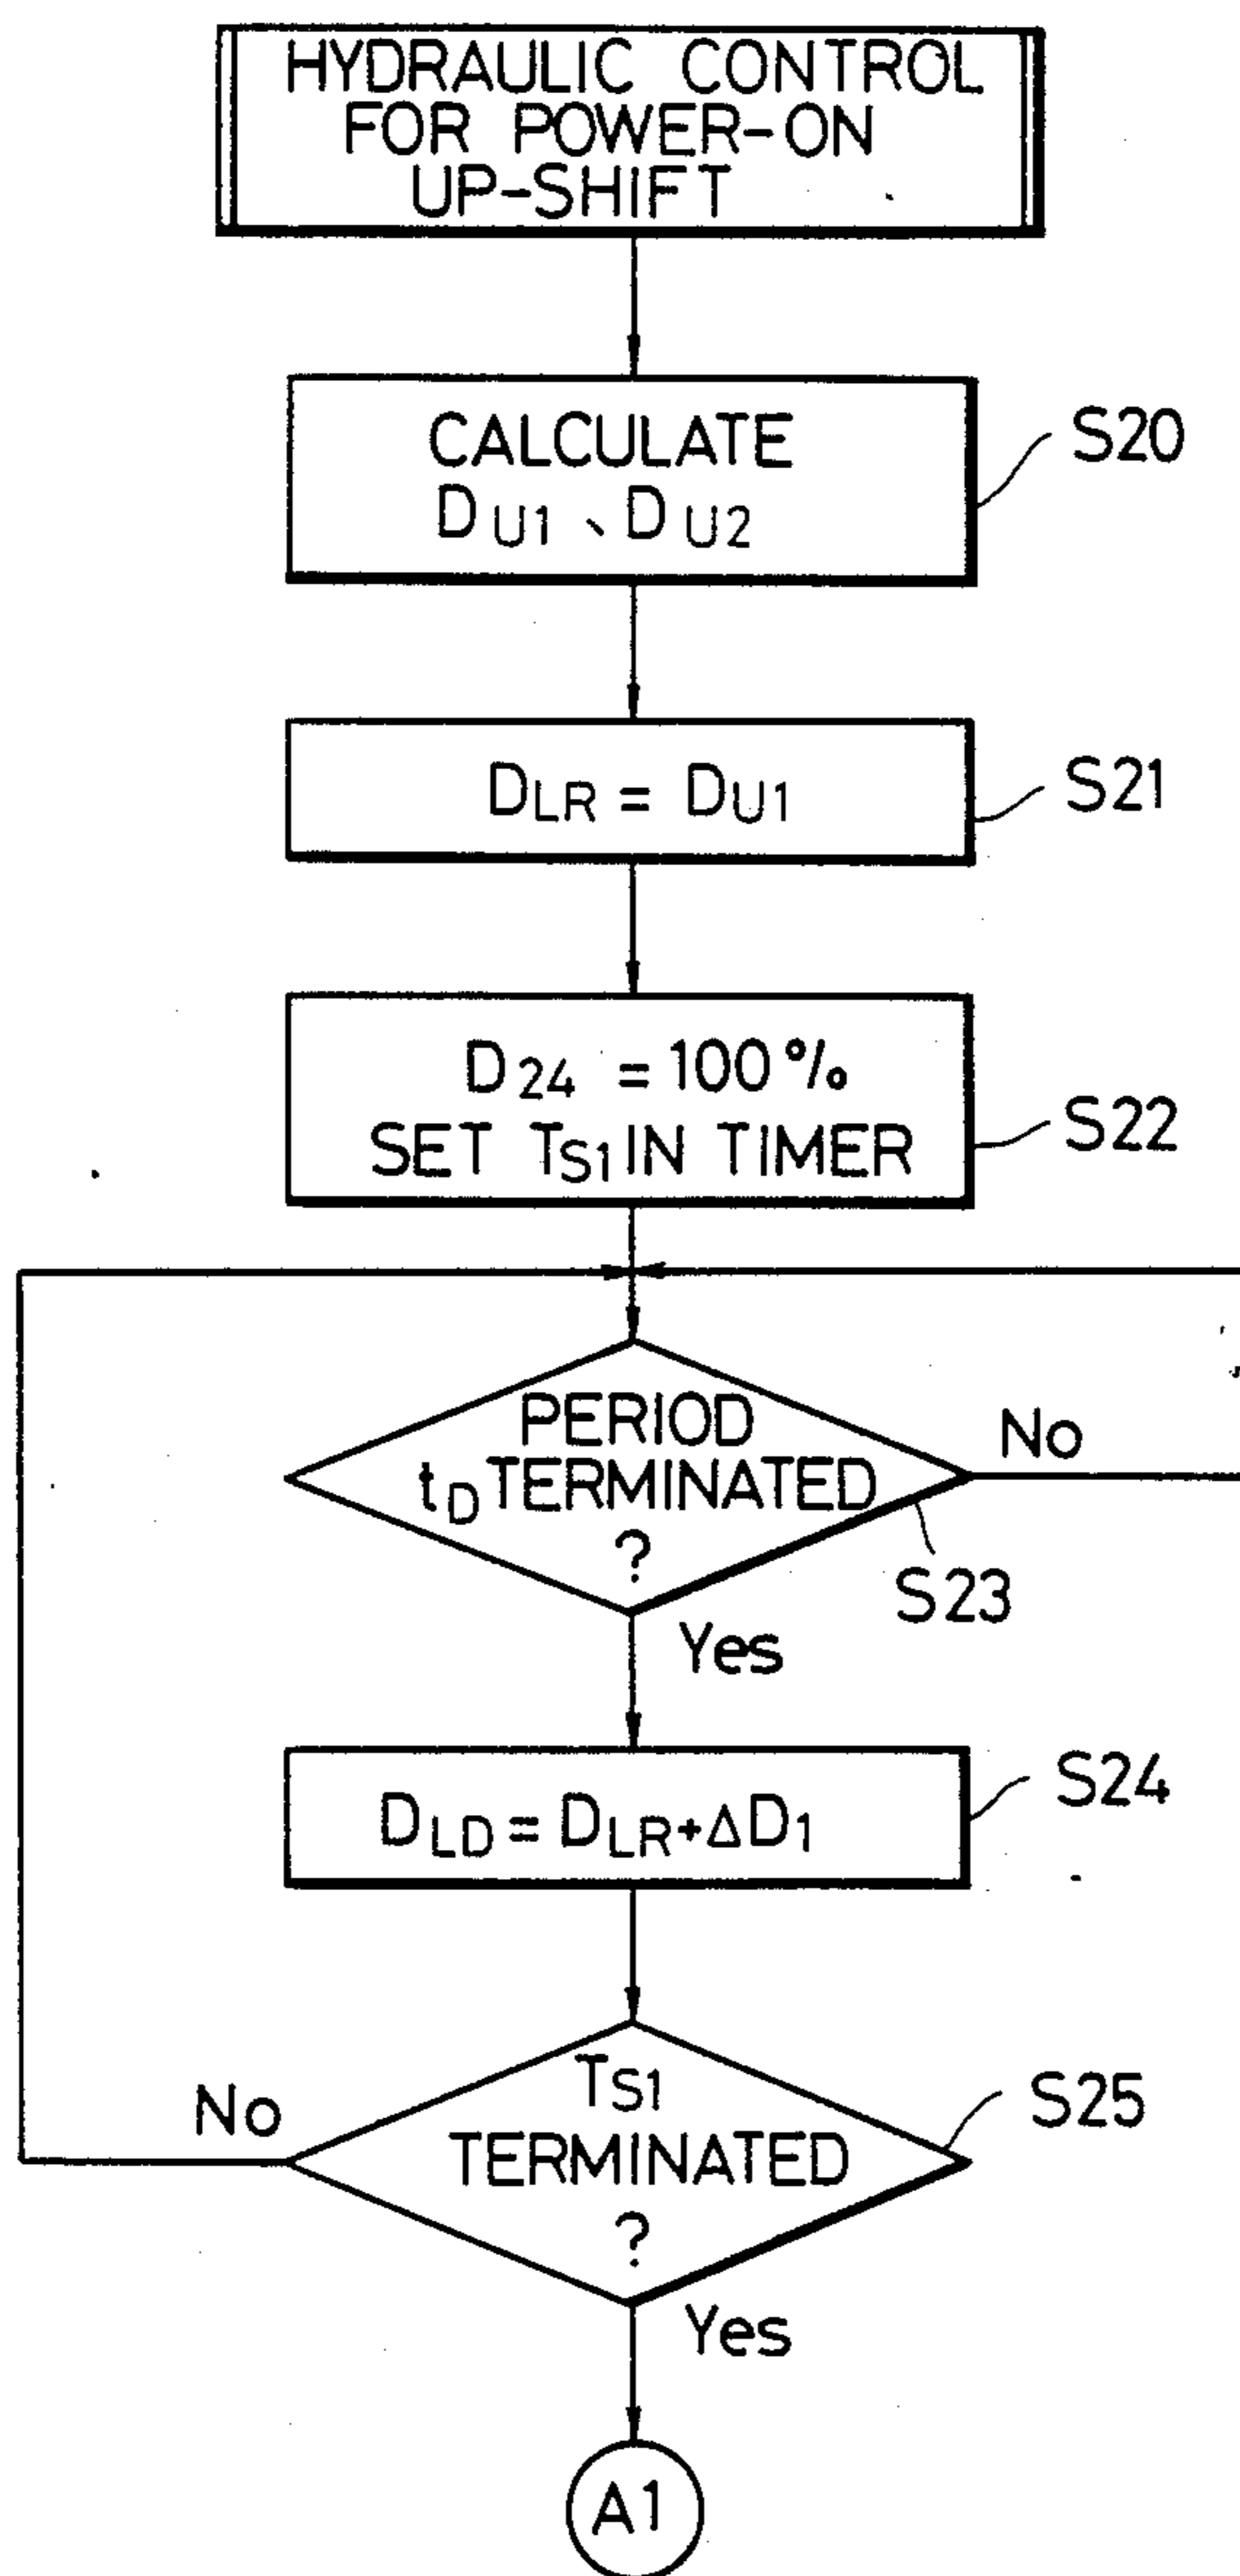 HYDRAULIC CONTROL
FOR POWER-ON
UP-SHIFT
CALCULATE
DU1、DU2
S20
DLR = DU1
S21
D24 = 100%
SET TS1 IN TIMER
S22
PERIOD
tD TERMINATED
?
No
S23
Yes
DLD = DLR + ΔD1
S24
TS1
TERMINATED
?
No
S25
Yes
A1